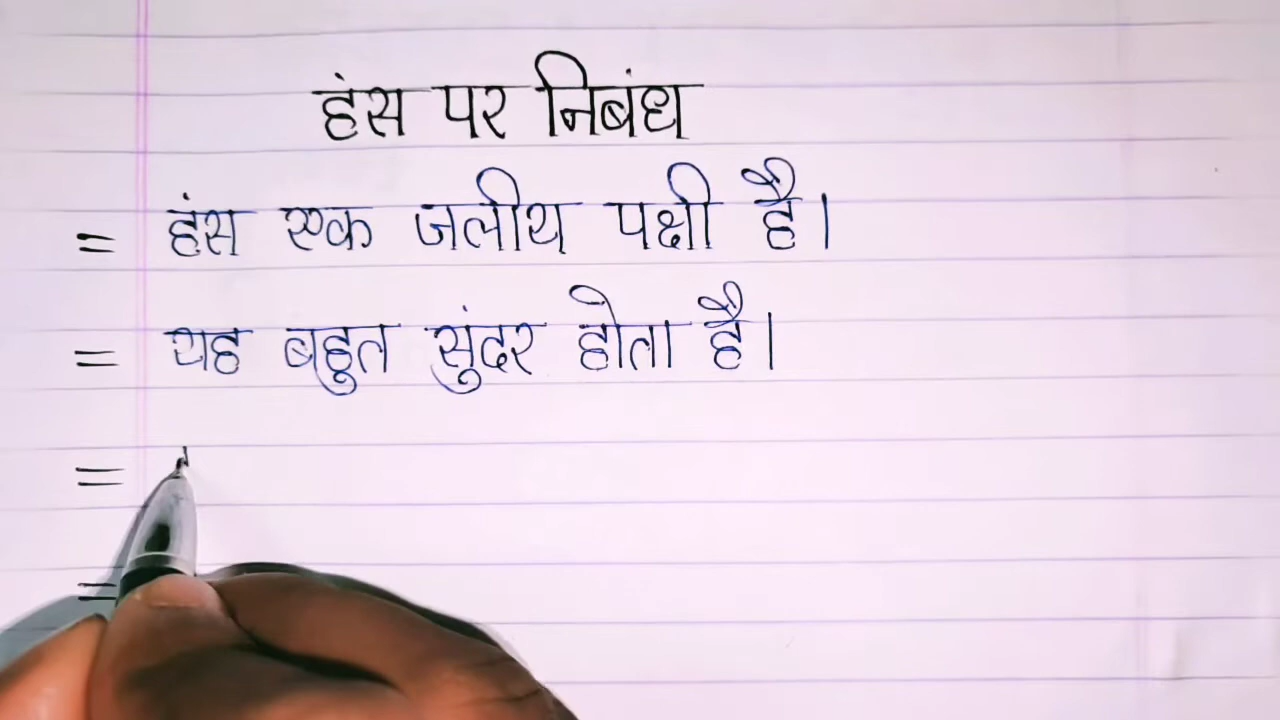 हंस पर निबंध
= हंस एक जलीय पक्षी है।
= यह बहुत सुंदर होता है।
=
=